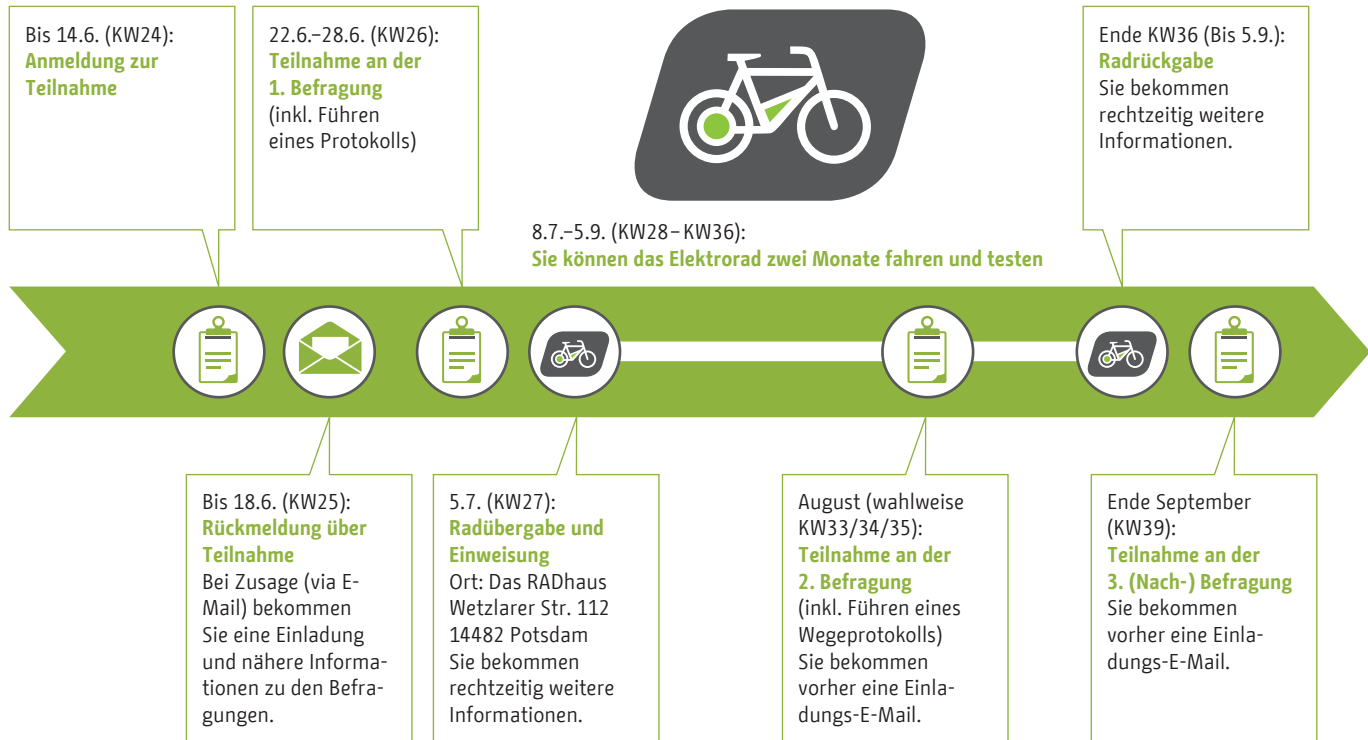 Bis 14.6. (KW24):
Anmeldung zur
Teilnahme
22.6.–28.6. (KW26):
Teilnahme an der
1. Befragung
(inkl. Führen
eines Protokolls)
Ende KW36 (Bis 5.9.):
Radrückgabe
Sie bekommen
rechtzeitig weitere
Informationen.
8.7.–5.9. (KW28–KW36):
Sie können das Elektrorad zwei Monate fahren und testen
Bis 18.6. (KW25):
Rückmeldung über
Teilnahme
Bei Zusage (via E-
Mail) bekommen
Sie eine Einladung
und nähere Informa-
tionen zu den Befra-
gungen.
5.7. (KW27):
Radübergabe und
Einweisung
Ort: Das RADhaus
Wetzlarer Str. 112
14482 Potsdam
Sie bekommen
rechtzeitig weitere
Informationen.
August (wahlweise
KW33/34/35):
Teilnahme an der
2. Befragung
(inkl. Führen eines
Wegeprotokolls)
Sie bekommen
vorher eine Einla-
dungs-E-Mail.
Ende September
(KW39):
Teilnahme an der
3. (Nach-) Befragung
Sie bekommen
vorher eine Einla-
dungs-E-Mail.